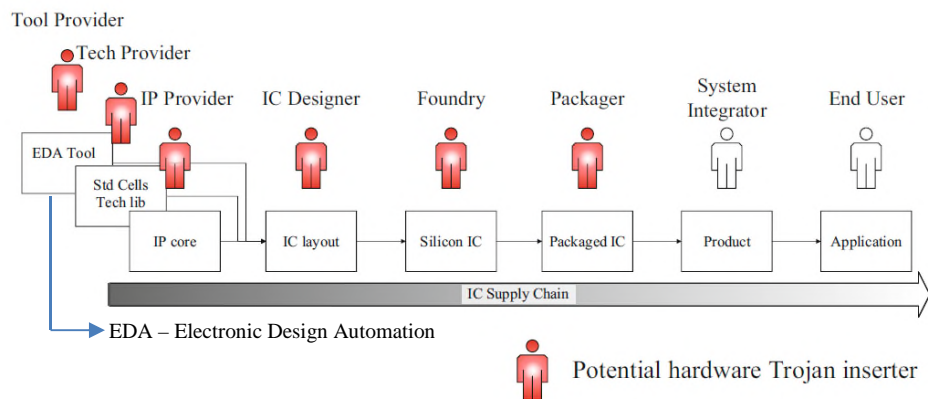 Tool Provider
Tech Provider
IP Provider
IC Designer
Foundry
Packager
System
Integrator
End User
EDA Tool
Std Cells
Tech lib
IP core
IC layout
Silicon IC
Packaged IC
Product
Application
IC Supply Chain
EDA – Electronic Design Automation
Potential hardware Trojan inserter